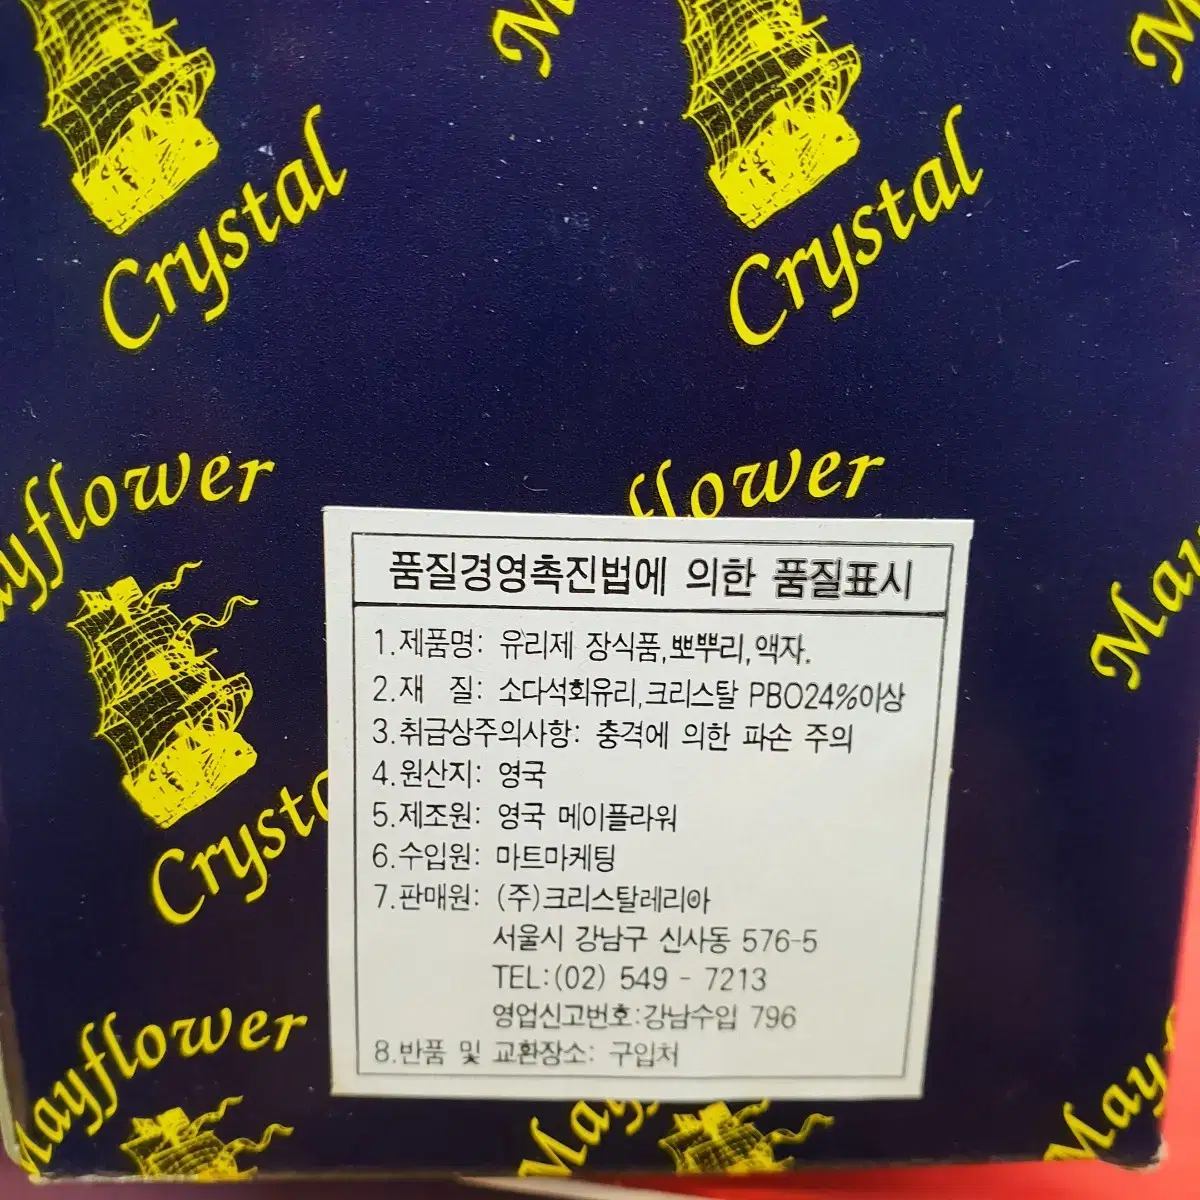 M
M
Crystal
Crystal
Mayflower
flower
May
Crysta
품질경영촉진법에 의한 품질표시
1.제품명: 유리제 장식품,뽀뿌리,액자.
2.재 질: 소다석회유리,크리스탈 PBO24%이상
3.취급상주의사항: 충격에 의한 파손 주의
4.원산지: 영국
5.제조원: 영국 메이플라워
6.수입원: 마트마케팅
7.판매원: (주)크리스탈레리아
서울시 강남구 신사동 576-5
TEL:(02) 549 - 7213
영업신고번호:강남수입 796
8.반품 및 교환장소: 구입처
Mayflower
May
May